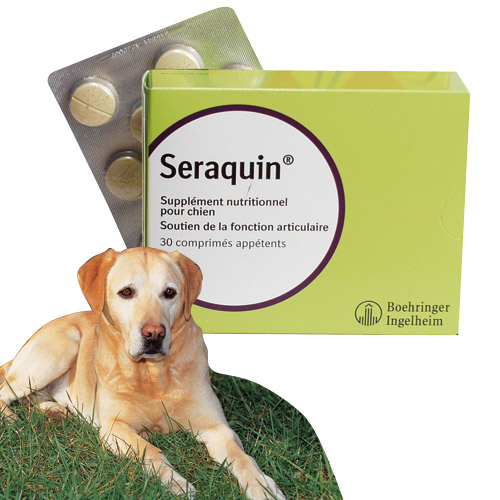 Seraquin®
Supplément nutritionnel
pour chien
Soutien de la fonction articulaire
30 comprimés appétents
Boehringer
Ingelheim